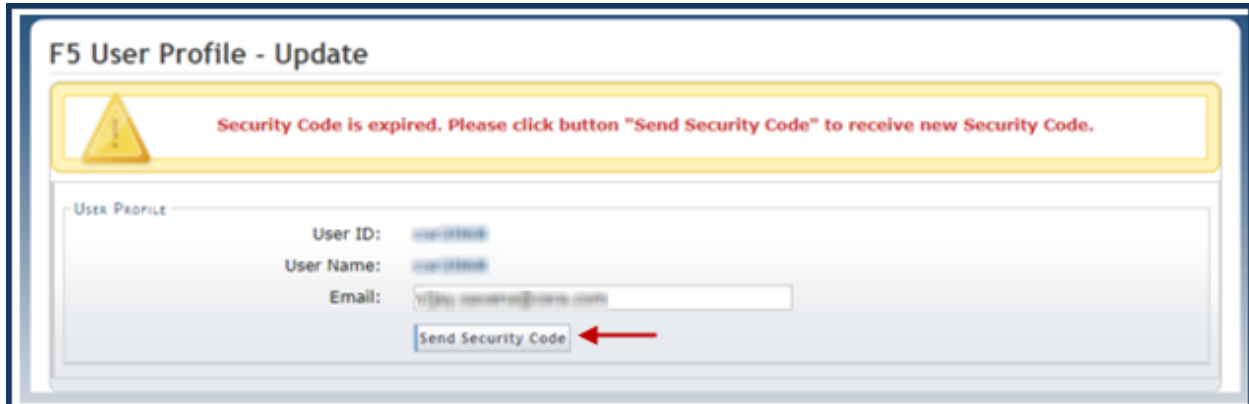 F5 User Profile - Update
Security Code is expired. Please click button "Send Security Code" to receive new Security Code.
User Profile
User ID:
User Name:
Email:
Send Security Code